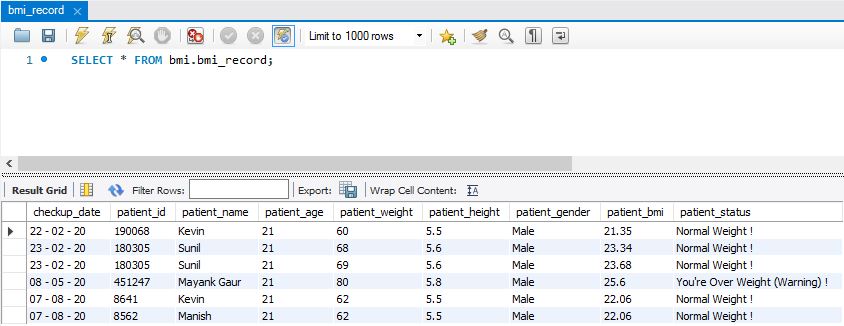 bmi_record ×
Limit to 1000 rows
1 SELECT * FROM bmi.bmi_record;
Result Grid Filter Rows: Export: Wrap Cell Content:
checkup_date patient_id patient_name patient_age patient_weight patient_height patient_gender patient_bmi patient_status
22 - 02 - 20 190068 Kevin 21 60 5.5 Male 21.35 Normal Weight !
23 - 02 - 20 180305 Sunil 21 68 5.6 Male 23.34 Normal Weight !
23 - 02 - 20 180305 Sunil 21 69 5.6 Male 23.68 Normal Weight !
08 - 05 - 20 451247 Mayank Gaur 21 80 5.8 Male 25.6 You're Over Weight (Warning) !
07 - 08 - 20 8641 Kevin 21 62 5.5 Male 22.06 Normal Weight !
07 - 08 - 20 8562 Manish 21 62 5.5 Male 22.06 Normal Weight !